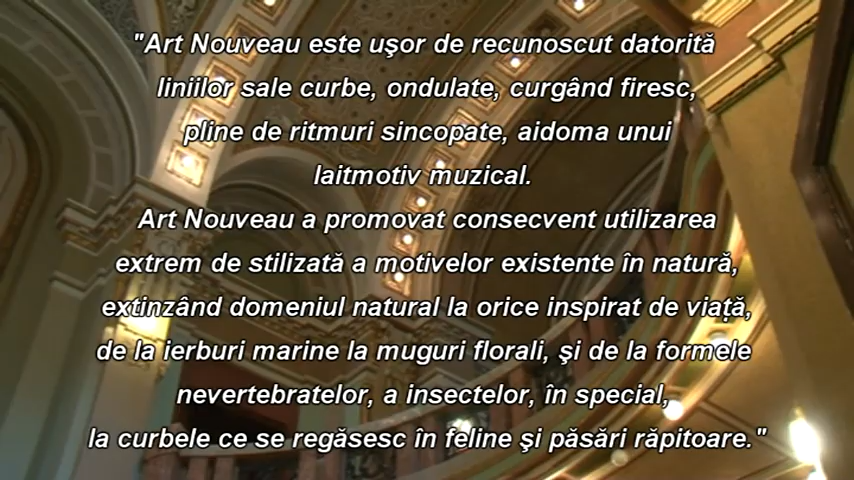 "Art Nouveau este uşor de recunoscut datorită
liniilor sale curbe, ondulate, curgând firesc,
pline de ritmuri sincopate, aidoma unui
laitmotiv muzical.
Art Nouveau a promovat consecvent utilizarea
extrem de stilizată a motivelor existente în natură,
extinzând domeniul natural la orice inspirat de viaţă,
de la ierburi marine la muguri florali, şi de la formele
nevertebratelor, a insectelor, în special,
la curbele ce se regăsesc în feline şi păsări răpitoare."